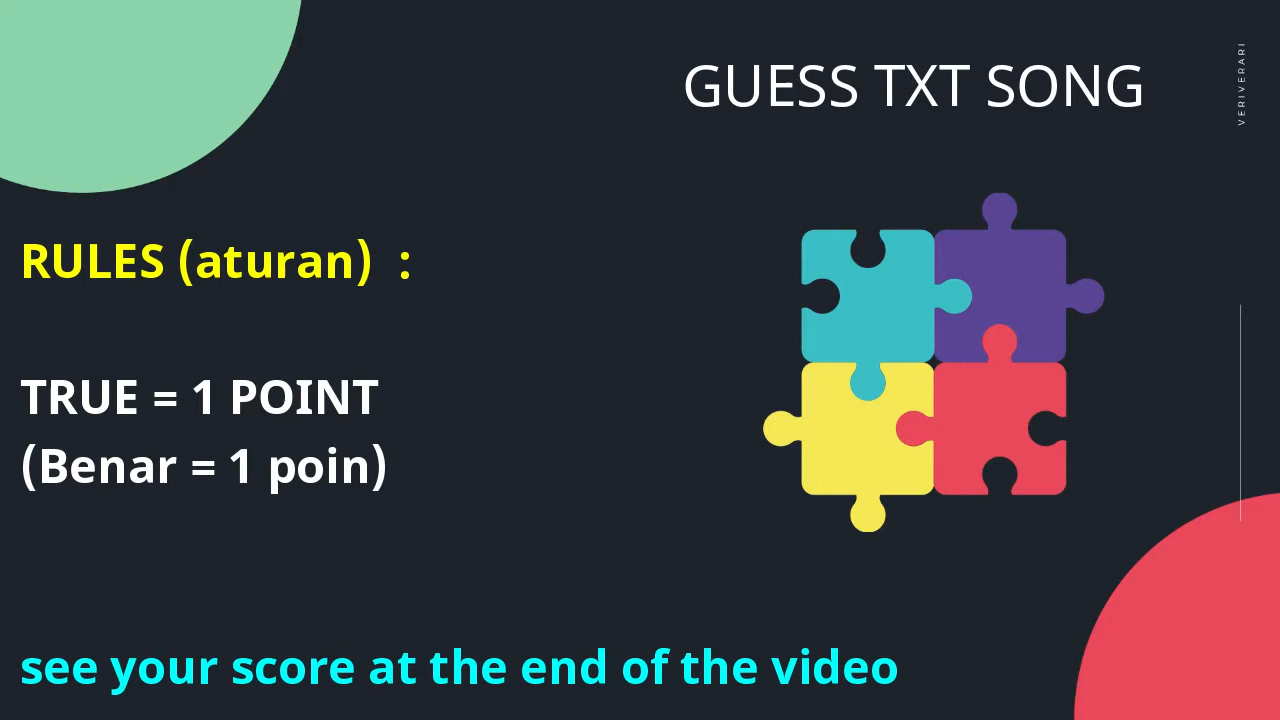 GUESS TXT SONG
VERIVERARI
RULES (aturan) :
TRUE = 1 POINT
(Benar = 1 poin)
see your score at the end of the video